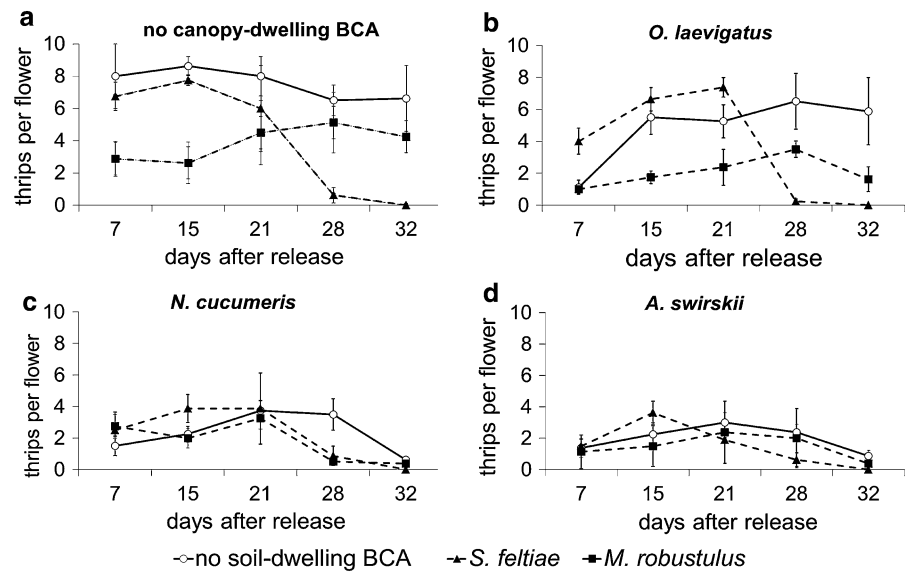 a
no canopy-dwelling BCA
thrips per flower
10
8
6
4
2
0
7 15 21 28 32
days after release
b
O. laevigatus
thrips per flower
10
8
6
4
2
0
7 15 21 28 32
days after release
c
N. cucumeris
thrips per flower
10
8
6
4
2
0
7 15 21 28 32
days after release
d
A. swirskii
thrips per flower
10
8
6
4
2
0
7 15 21 28 32
days after release
no soil-dwelling BCA S. feltiae M. robustulus